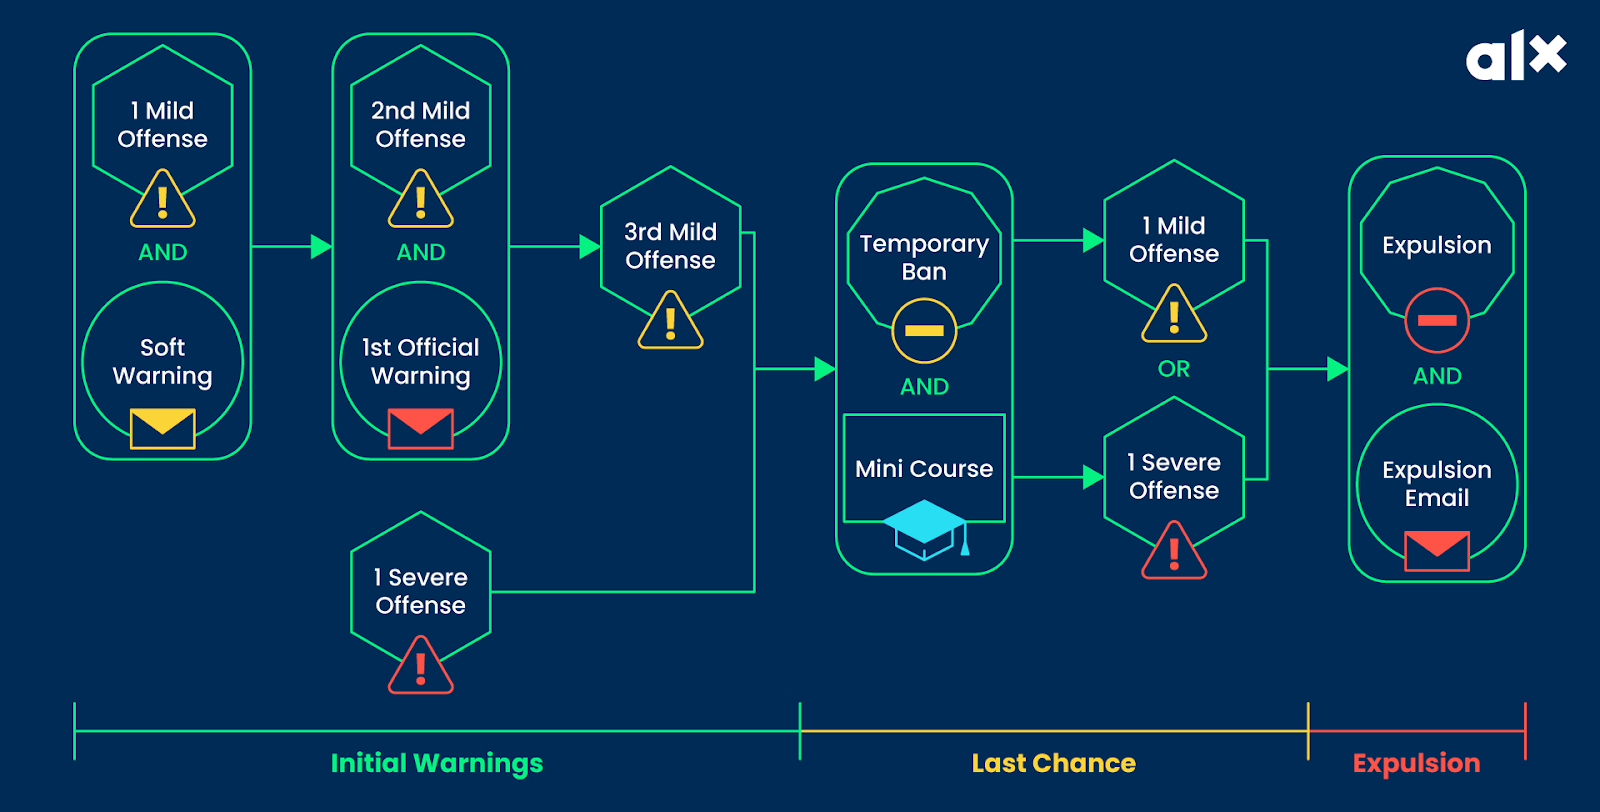 alx
1 Mild
Offense
AND
Soft
Warning
2nd Mild
Offense
AND
1st Official
Warning
3rd Mild
Offense
1 Severe
Offense
Temporary
Ban
AND
Mini Course
1 Mild
Offense
OR
1 Severe
Offense
Expulsion
AND
Expulsion
Email
Initial Warnings
Last Chance
Expulsion